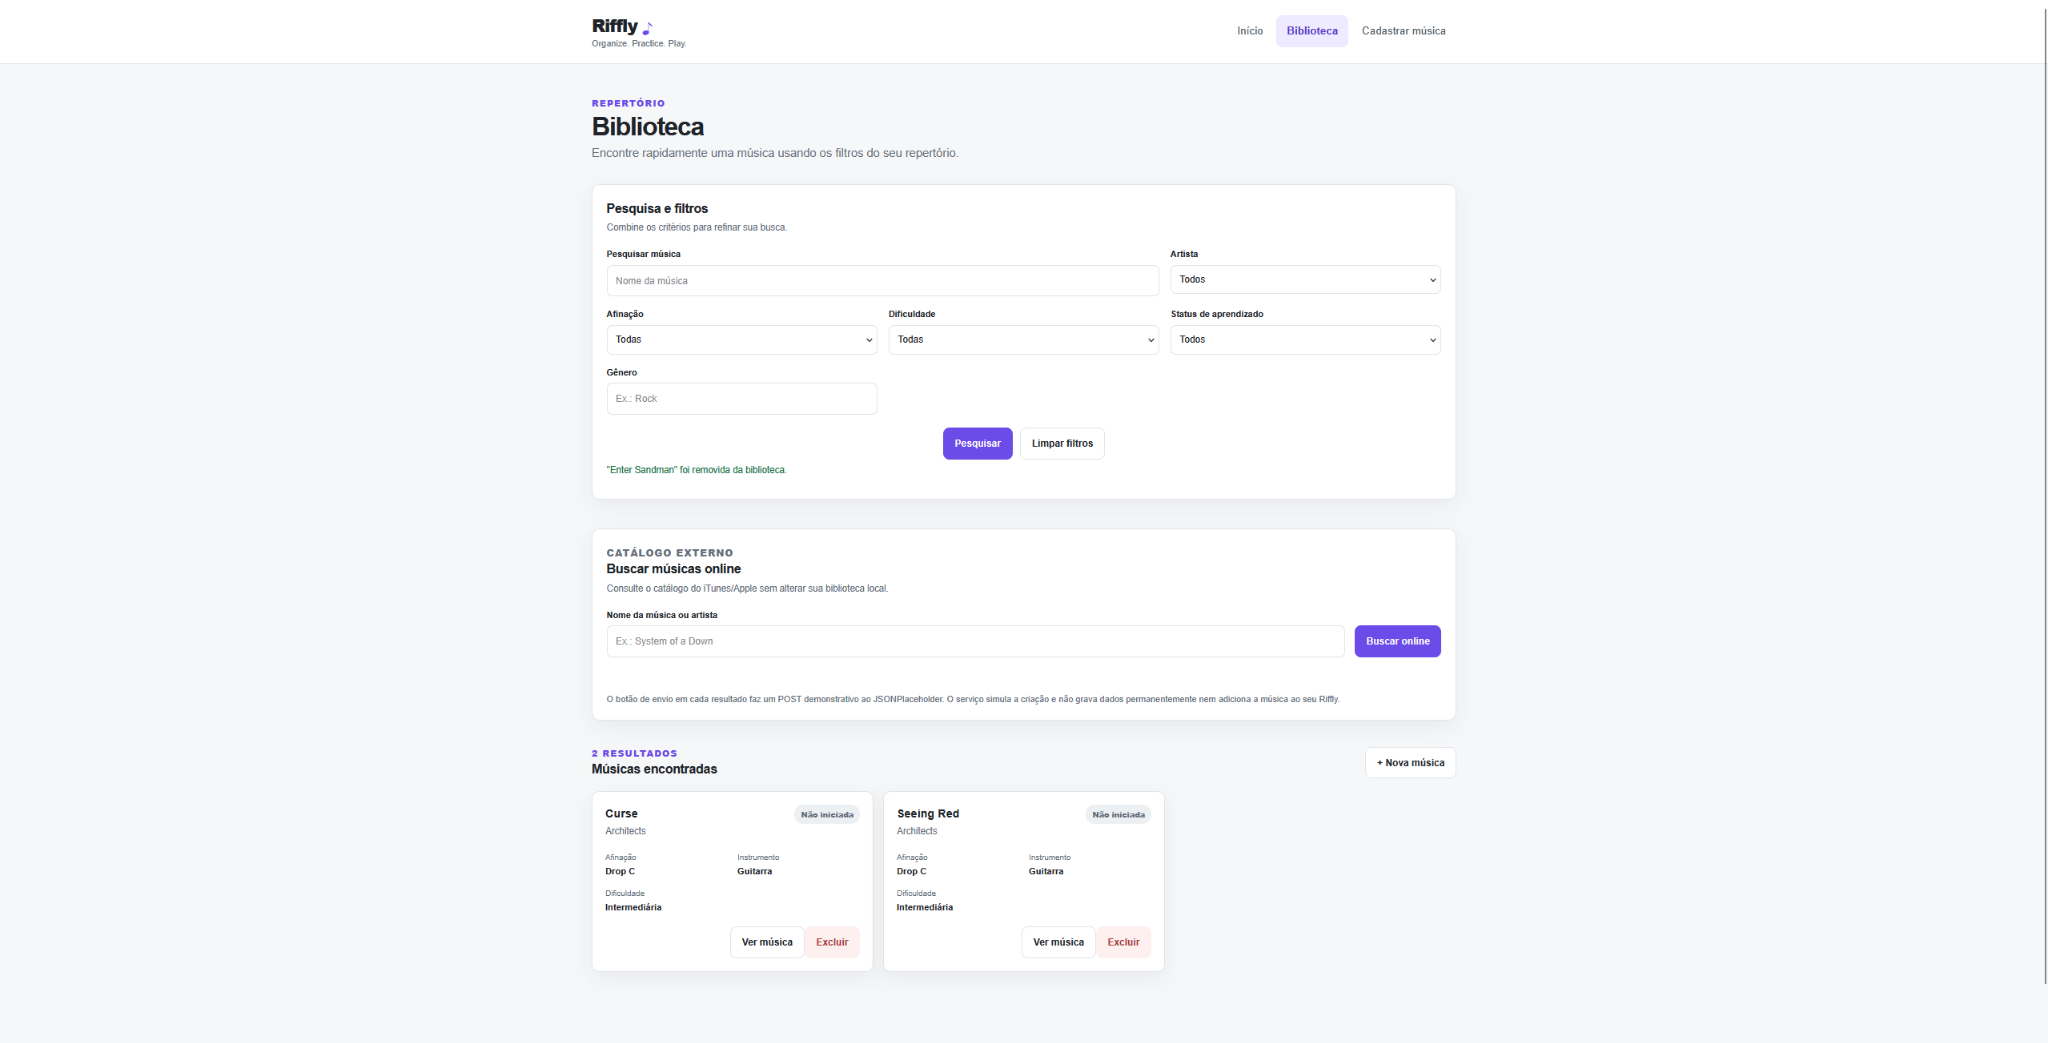 Riffly
Organize. Practice. Play.
Início
Biblioteca
Cadastrar música
REPERTÓRIO
Biblioteca
Encontre rapidamente uma música usando os filtros do seu repertório.
Pesquisa e filtros
Combine os critérios para refinar sua busca.
Pesquisar música
Artista
Nome da música
Todos
Afinação
Dificuldade
Status de aprendizado
Todas
Todas
Todos
Gênero
Ex.: Rock
Pesquisar
Limpar filtros
"Enter Sandman" foi removida da biblioteca.
CATÁLOGO EXTERNO
Buscar músicas online
Consulte o catálogo do iTunes/Apple sem alterar sua biblioteca local.
Nome da música ou artista
Ex.: System of a Down
Buscar online
O botão de envio em cada resultado faz um POST demonstrativo ao JSONPlaceholder. O serviço simula a criação e não grava dados permanentemente nem adiciona a música ao seu Riffly.
2 RESULTADOS
Músicas encontradas
+ Nova música
Curse
Não iniciada
Architects
Afinação
Instrumento
Drop C
Guitarra
Dificuldade
Intermediária
Ver música
Excluir
Seeing Red
Não iniciada
Architects
Afinação
Instrumento
Drop C
Guitarra
Dificuldade
Intermediária
Ver música
Excluir